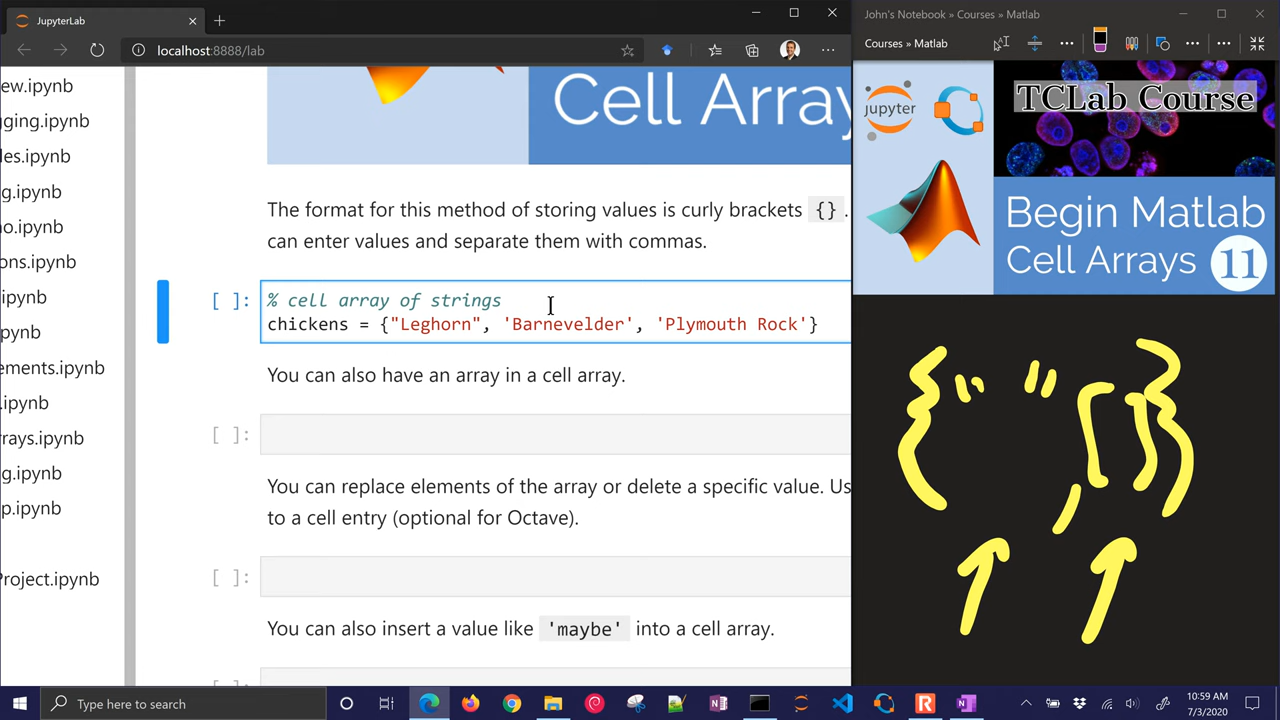 JupyterLab
localhost:8888/lab
ew.ipynb
gging.ipynb
les.ipynb
g.ipynb
no.ipynb
ons.ipynb
.ipynb
ipynb
ements.ipynb
.ipynb
rrays.ipynb
g.ipynb
p.ipynb
Project.ipynb
Cell Array
The format for this method of storing values is curly brackets {} .
can enter values and separate them with commas.
[ ]: % cell array of strings
chickens = {"Leghorn", 'Barnevelder', 'Plymouth Rock'}
You can also have an array in a cell array.
[ ]:
You can replace elements of the array or delete a specific value. Us
to a cell entry (optional for Octave).
[ ]:
You can also insert a value like 'maybe' into a cell array.
John's Notebook » Courses » Matlab
Courses » Matlab
jupyter
TCLab Course
Begin Matlab
Cell Arrays 11
{" " , []}
Type here to search
10:59 AM
7/3/2020